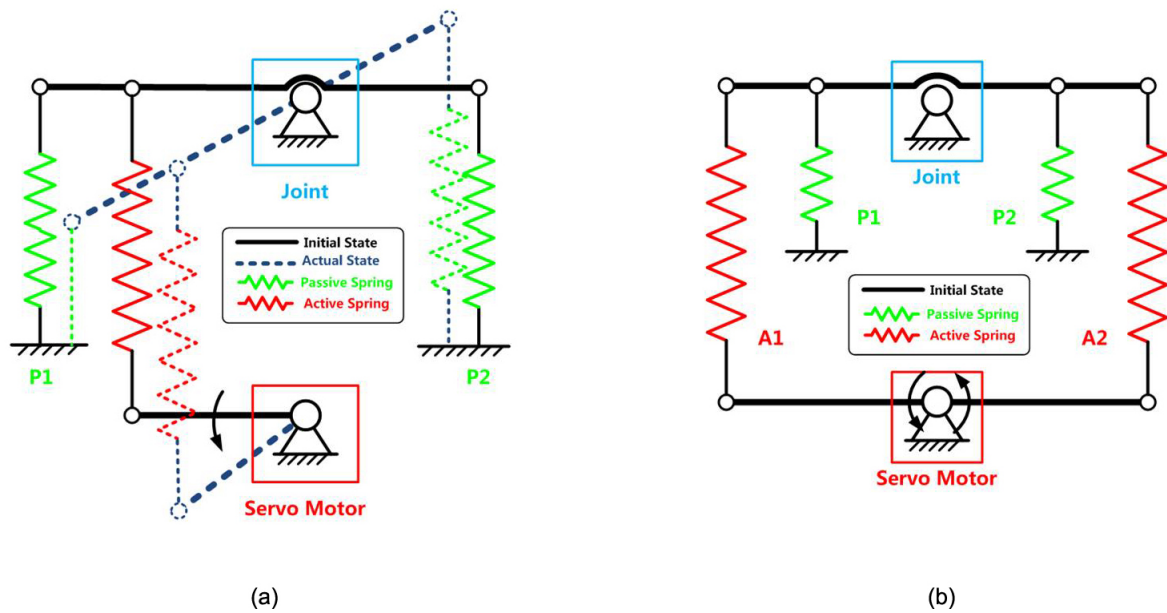 Joint
Initial State
Actual State
Passive Spring
Active Spring
P1
P2
Servo Motor
(a)
Joint
P1
P2
Initial State
Passive Spring
Active Spring
A1
A2
Servo Motor
(b)